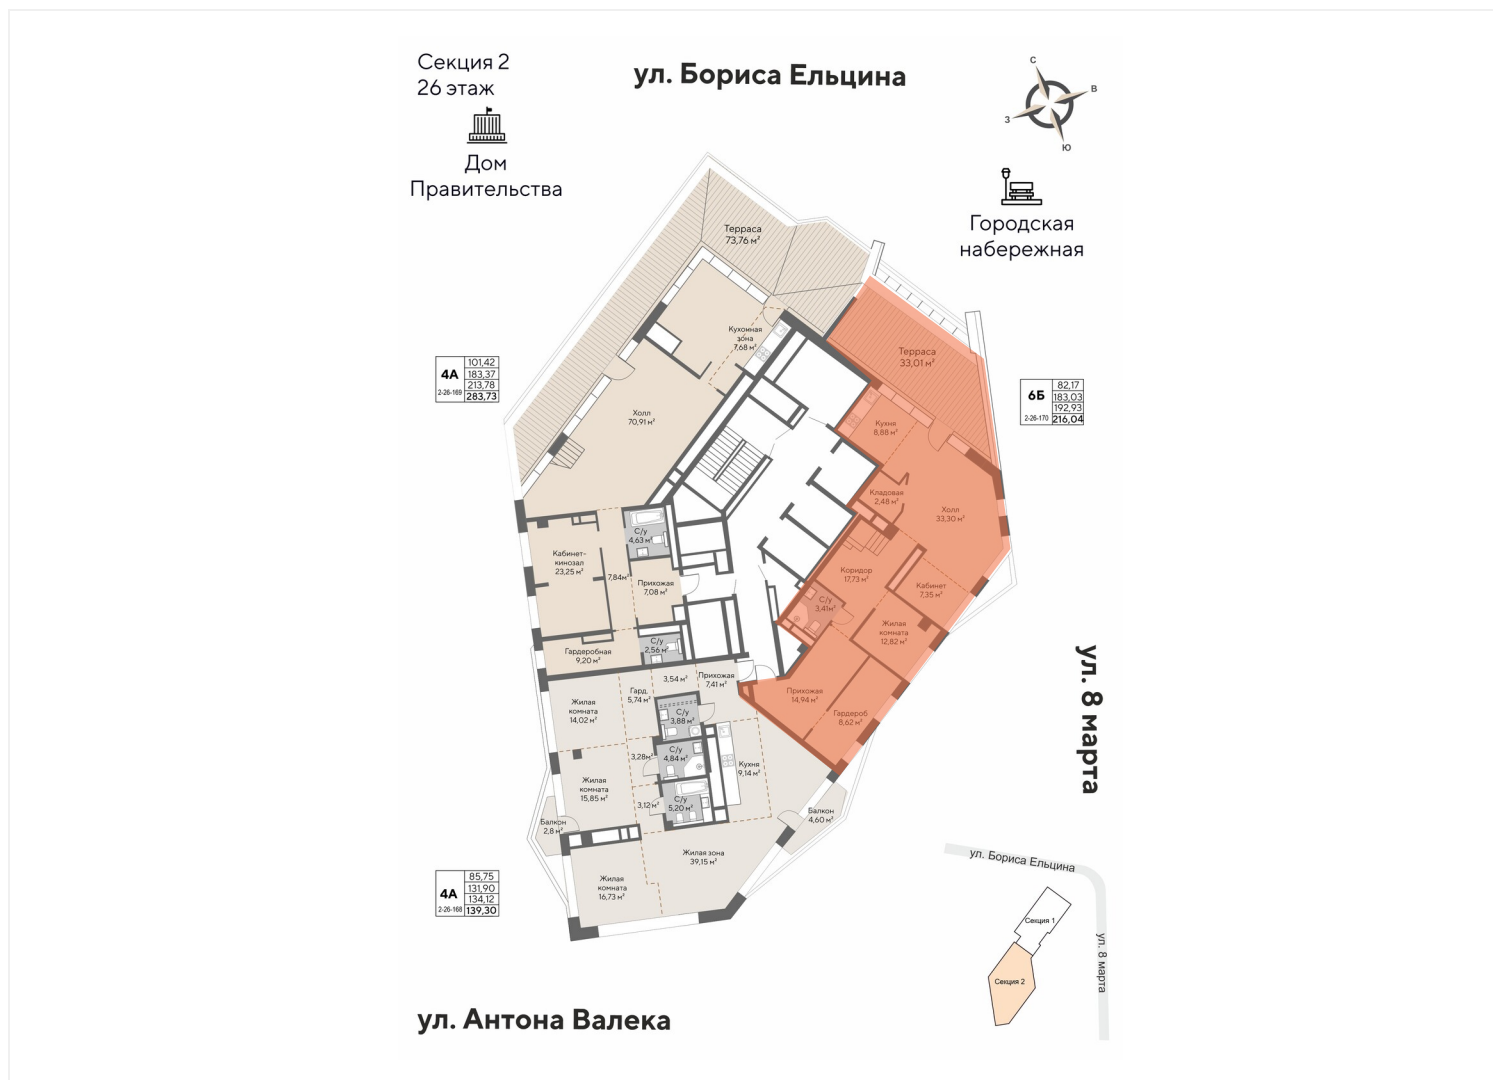 Секция 2
26 этаж
ул. Бориса Ельцина
С
В
З
Ю
Дом
Правительства
Городская
набережная
Терраса
73,76 м²
Терраса
33,01 м²
Кухонная
зона
7,68 м²
4А
2-26-169
101,42
183,37
213,78
283,73
6Б
2-26-170
82,17
183,03
192,93
216,04
Холл
70,91 м²
Кухня
8,88 м²
Кладовая
2,48 м²
Холл
33,30 м²
С/у
4,63 м²
Кабинет-
кинозал
23,25 м²
7,84м²
Прихожая
7,08 м²
Коридор
17,73 м²
Кабинет
7,35 м²
С/у
3,41м²
Жилая
комната
12,82 м²
Гардеробная
9,20 м²
С/у
2,56 м²
3,54 м²
Прихожая
7,41 м²
Гард.
5,74 м²
Прихожая
14,94 м²
Гардероб
8,62 м²
Жилая
комната
14,02 м²
С/у
3,88 м²
3,28м²
С/у
4,84 м²
Кухня
9,14 м²
Жилая
комната
15,85 м²
3,12 м²
С/у
5,20 м²
Балкон
2,8 м²
Балкон
4,60 м²
Жилая зона
39,15 м²
Жилая
комната
16,73 м²
4А
2-26-168
85,75
131,90
134,12
139,30
ул. 8 марта
ул. Бориса Ельцина
Секция 1
ул. 8 марта
Секция 2
ул. Антона Валека